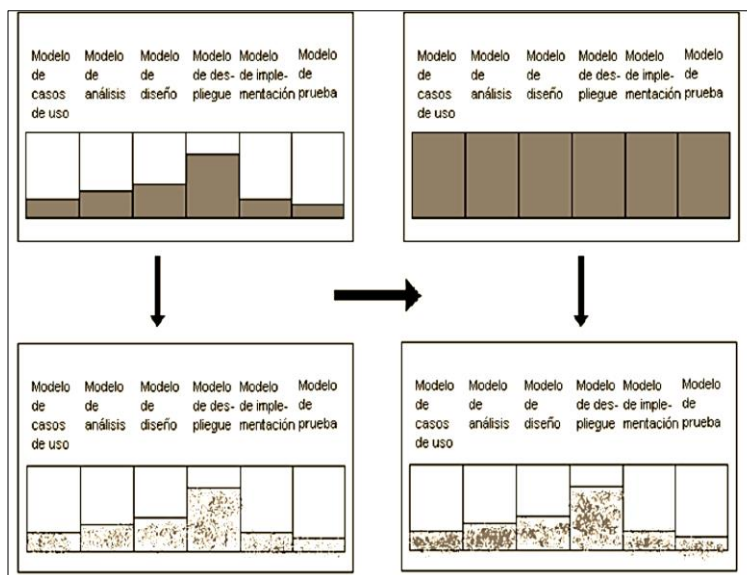 Modelo de casos de uso
Modelo de análisis
Modelo de diseño
Modelo de des-
pliegue
Modelo de imple-
mentación
Modelo de prueba
Modelo de casos de uso
Modelo de análisis
Modelo de diseño
Modelo de des-
pliegue
Modelo de imple-
mentación
Modelo de prueba
Modelo de casos de uso
Modelo de análisis
Modelo de diseño
Modelo de des-
pliegue
Modelo de imple-
mentación
Modelo de prueba
Modelo de casos de uso
Modelo de análisis
Modelo de diseño
Modelo de des-
pliegue
Modelo de imple-
mentación
Modelo de prueba